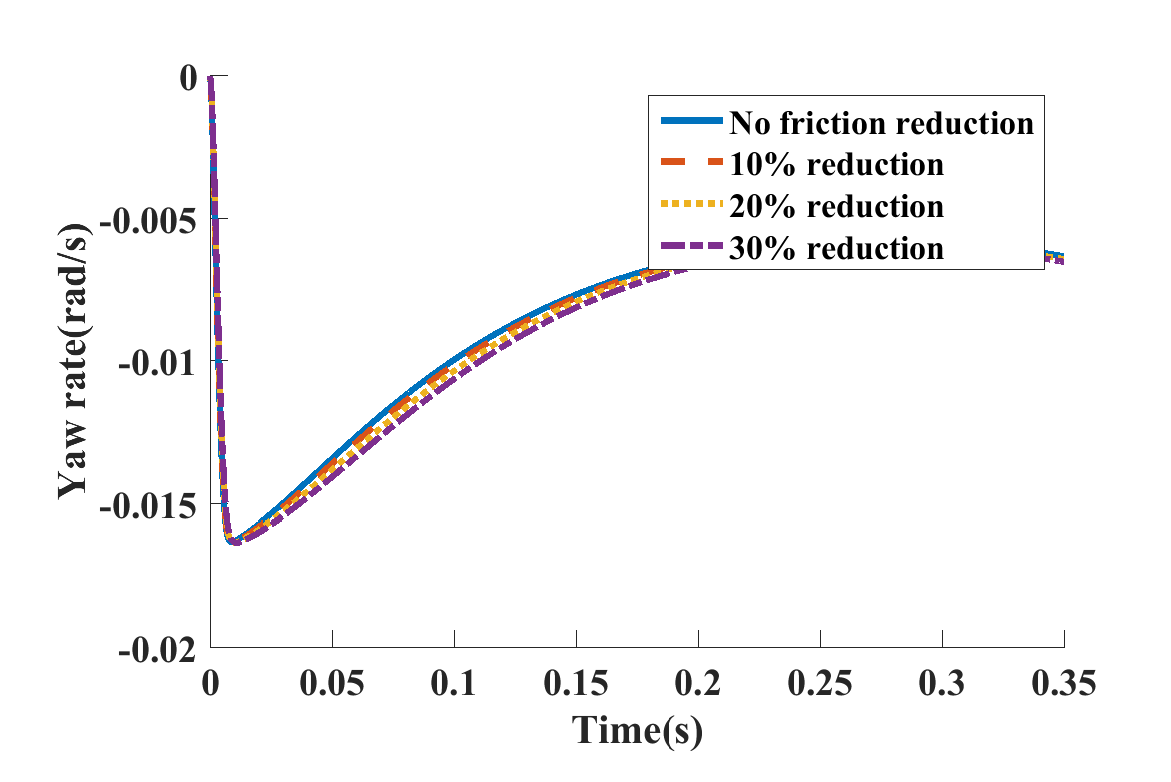 0
-0.005
-0.01
-0.015
-0.02
Yaw rate(rad/s)
No friction reduction
10% reduction
20% reduction
30% reduction
0 0.05 0.1 0.15 0.2 0.25 0.3 0.35
Time(s)